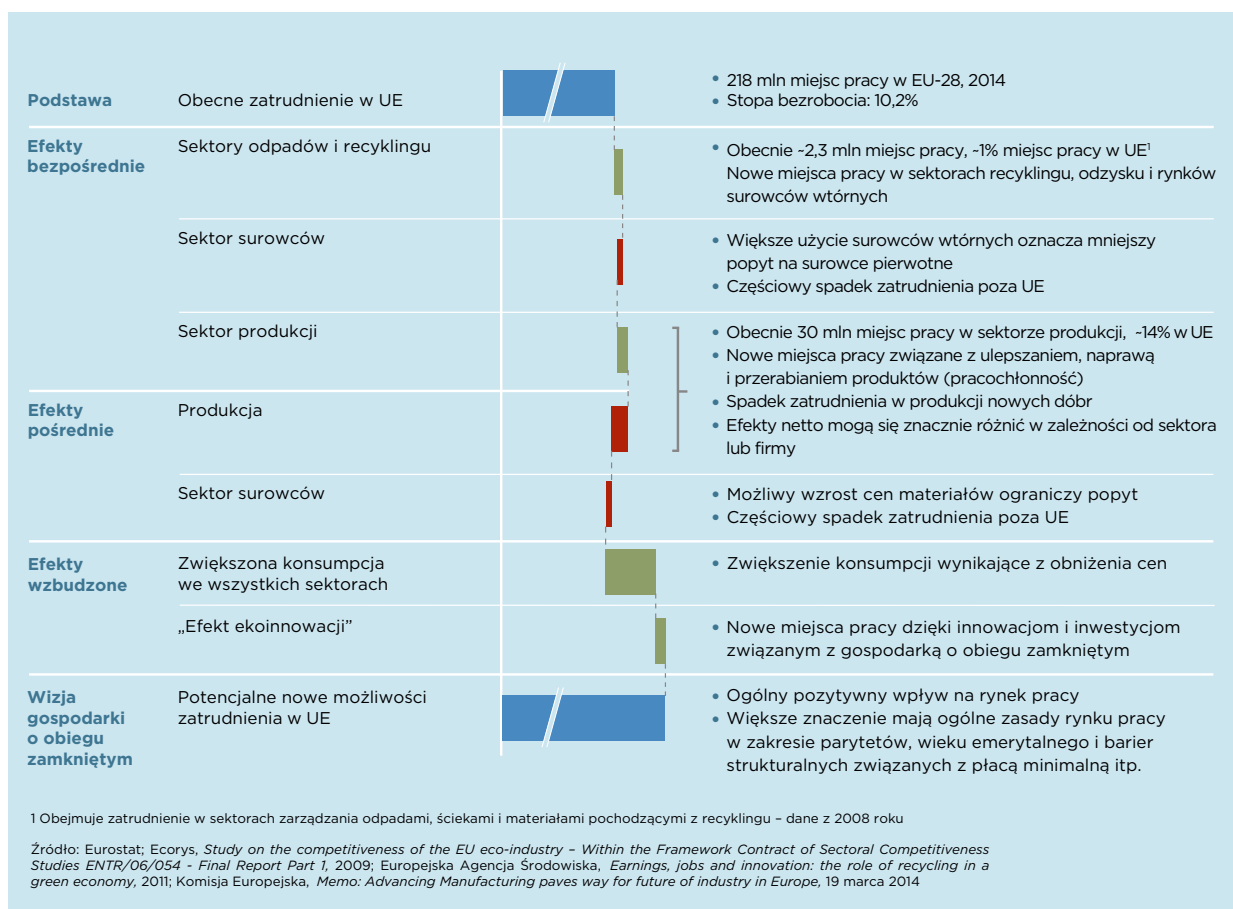 Podstawa
Obecne zatrudnienie w UE
• 218 mln miejsc pracy w EU-28, 2014
• Stopa bezrobocia: 10,2%
Efekty
bezpośrednie
Sektory odpadów i recyklingu
• Obecnie ~2,3 mln miejsc pracy, ~1% miejsc pracy w UE¹
Nowe miejsca pracy w sektorach recyklingu, odzysku i rynków
surowców wtórnych
Sektor surowców
• Większe użycie surowców wtórnych oznacza mniejszy
popyt na surowce pierwotne
• Częściowy spadek zatrudnienia poza UE
Sektor produkcji
• Obecnie 30 mln miejsc pracy w sektorze produkcji, ~14% w UE
• Nowe miejsca pracy związane z ulepszaniem, naprawą
i przerabianiem produktów (pracochłonność)
• Spadek zatrudnienia w produkcji nowych dóbr
• Efekty netto mogą się znacznie różnić w zależności od sektora
lub firmy
Efekty
pośrednie
Produkcja
Sektor surowców
• Możliwy wzrost cen materiałów ograniczy popyt
• Częściowy spadek zatrudnienia poza UE
Efekty
wzbudzone
Zwiększona konsumpcja
we wszystkich sektorach
• Zwiększenie konsumpcji wynikające z obniżenia cen
„Efekt ekoinnowacji”
• Nowe miejsca pracy dzięki innowacjom i inwestycjom
związanym z gospodarką o obiegu zamkniętym
Wizja
gospodarki
o obiegu
zamkniętym
Potencjalne nowe możliwości
zatrudnienia w UE
• Ogólny pozytywny wpływ na rynek pracy
• Większe znaczenie mają ogólne zasady rynku pracy
w zakresie parytetów, wieku emerytalnego i barier
strukturalnych związanych z płacą minimalną itp.
1 Obejmuje zatrudnienie w sektorach zarządzania odpadami, ściekami i materiałami pochodzącymi z recyklingu – dane z 2008 roku
Źródło: Eurostat; Ecorys, Study on the competitiveness of the EU eco-industry – Within the Framework Contract of Sectoral Competitiveness
Studies ENTR/06/054 - Final Report Part 1, 2009; Europejska Agencja Środowiska, Earnings, jobs and innovation: the role of recycling in a
green economy, 2011; Komisja Europejska, Memo: Advancing Manufacturing paves way for future of industry in Europe, 19 marca 2014